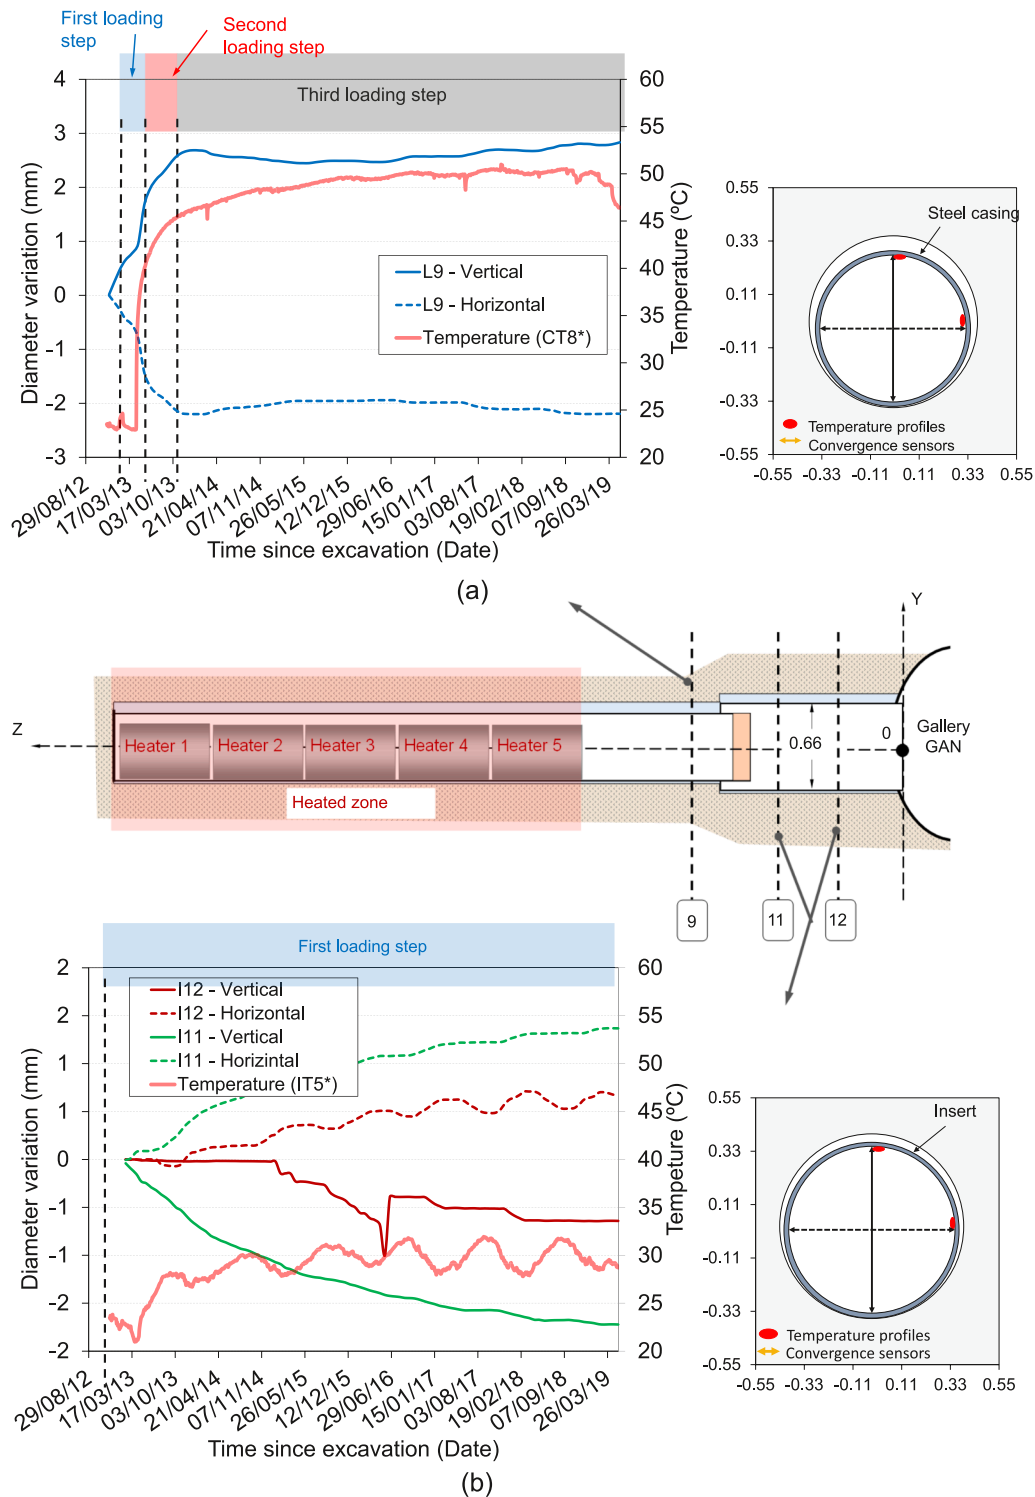 First loading
step
Second
loading step
Third loading step
4
3
2
1
0
-1
-2
-3
Diameter variation (mm)
60
55
50
45
40
35
30
25
20
Temperature (ºC)
L9 - Vertical
L9 - Horizontal
Temperature (CT8*)
29/08/12
17/03/13
03/10/13
21/04/14
07/11/14
26/05/15
12/12/15
29/06/16
15/01/17
03/08/17
19/02/18
07/09/18
26/03/19
Time since excavation (Date)
0.55
0.33
0.11
-0.11
-0.33
-0.55
Steel casing
Temperature profiles
Convergence sensors
-0.55 -0.33 -0.11 0.11 0.33 0.55
(a)
Y
Z
Heater 1 Heater 2 Heater 3 Heater 4 Heater 5
Heated zone
0.66
0
Gallery
GAN
9
11
12
First loading step
2
2
1
1
0
-1
-1
-2
-2
Diameter variation (mm)
60
55
50
45
40
35
30
25
20
Tempeture (ºC)
I12 - Vertical
I12 - Horizontal
I11 - Vertical
I11 - Horizintal
Temperature (IT5*)
29/08/12
17/03/13
03/10/13
21/04/14
07/11/14
26/05/15
12/12/15
29/06/16
15/01/17
03/08/17
19/02/18
07/09/18
26/03/19
Time since excavation (Date)
0.55
0.33
0.11
-0.11
-0.33
-0.55
Insert
Temperature profiles
Convergence sensors
-0.55 -0.33 -0.11 0.11 0.33 0.55
(b)